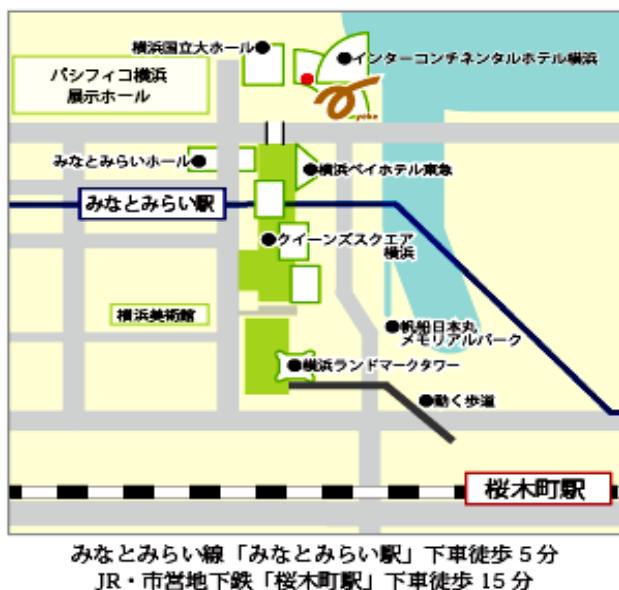 横浜国立大ホール
インターコンチネンタルホテル横浜
パシフィコ横浜
展示ホール
yoke
みなとみらいホール
横浜ベイホテル東急
みなとみらい駅
クイーンズスクエア
横浜
横浜美術館
帆船日本丸
メモリアルパーク
横浜ランドマークタワー
動く歩道
桜木町駅
みなとみらい線「みなとみらい駅」下車徒歩 5 分
JR・市営地下鉄「桜木町駅」下車徒歩 15 分